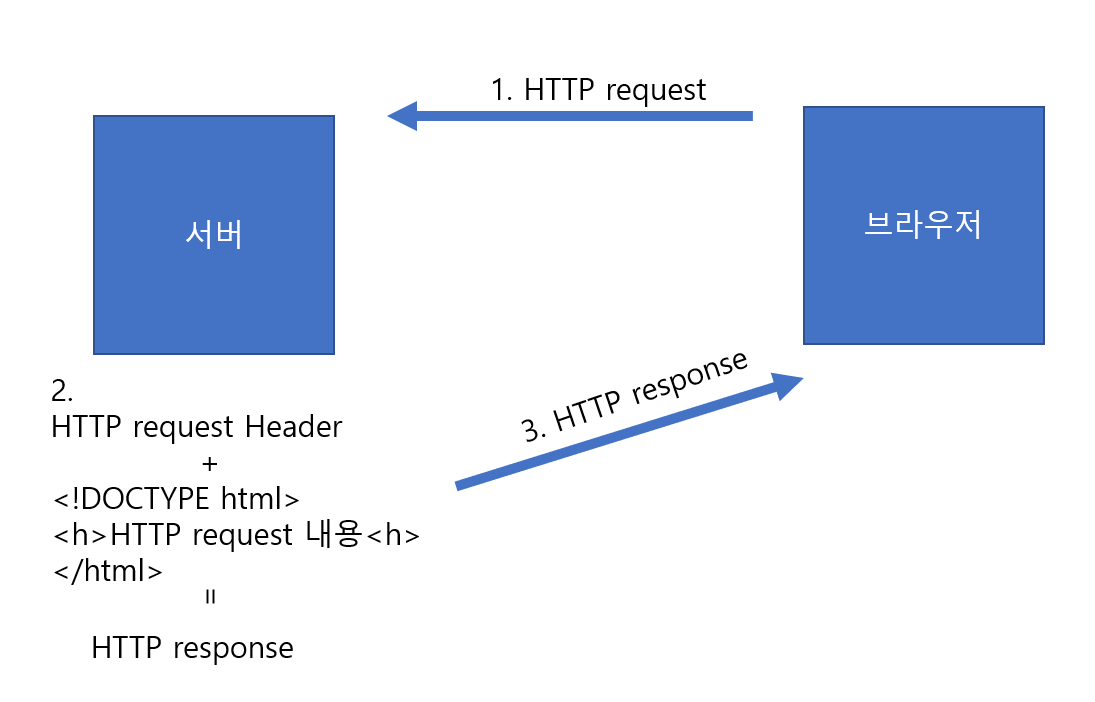 1. HTTP request
서버
브라우저
2.
HTTP request Header
+
<!DOCTYPE html>
<h>HTTP request 내용<h>
</html>
=
HTTP response
3. HTTP response